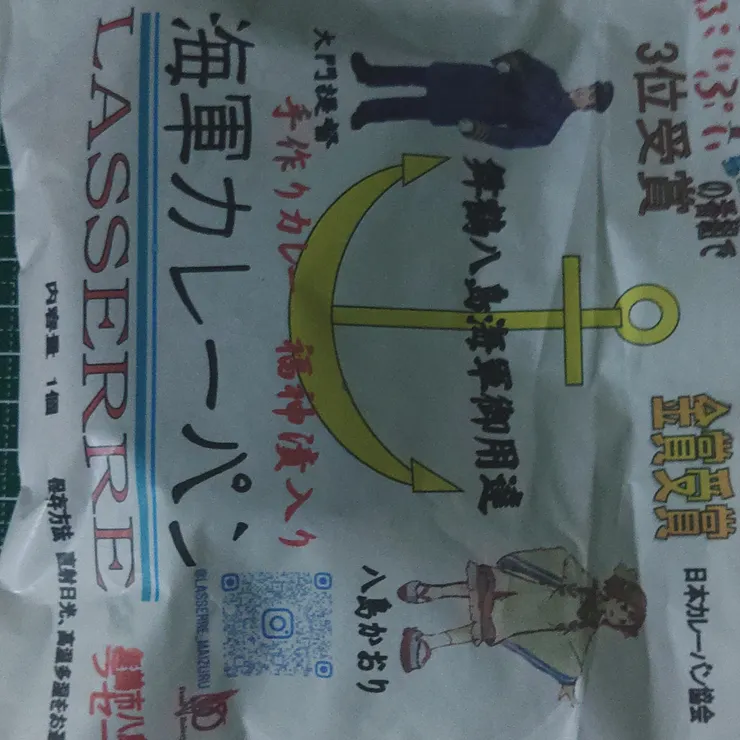 の番組で
3位受賞
金賞受賞
日本カレーパン協会
舞鶴八島海軍御用達
大門提督
八島かおり
手作りカレー 福神漬入り
海軍カレーパン
@LASSERRE_MAIZURU
LASSERRE
内容量 1個
保存方法 直射日光、高温多湿をお